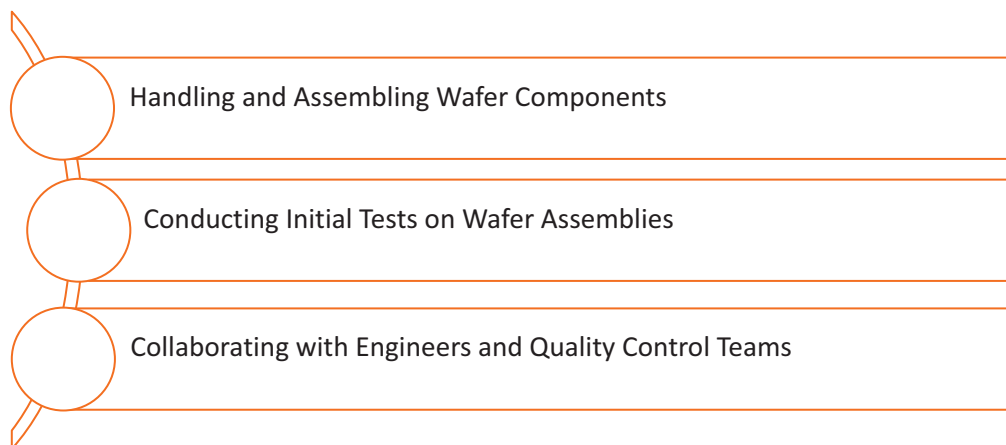 Handling and Assembling Wafer Components
Conducting Initial Tests on Wafer Assemblies
Collaborating with Engineers and Quality Control Teams